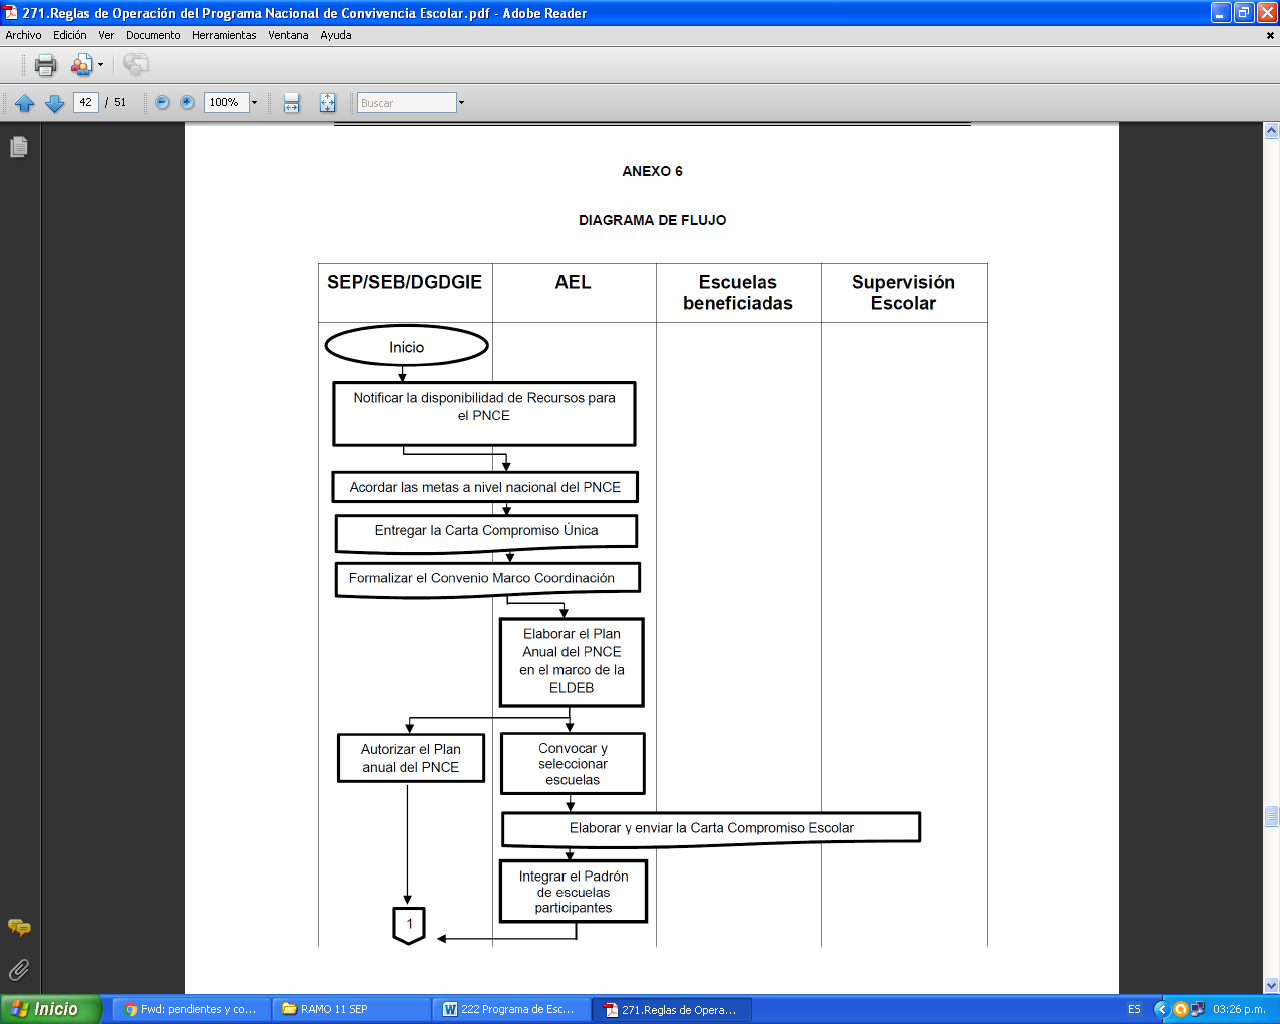 271.Reglas de Operación del Programa Nacional de Convivencia Escolar.pdf - Adobe Reader
Archivo Edición Ver Documento Herramientas Ventana Ayuda
42 / 51 100% Buscar
ANEXO 6
DIAGRAMA DE FLUJO
SEP/SEB/DGDGIE AEL Escuelas beneficiadas Supervisión Escolar
Inicio
Notificar la disponibilidad de Recursos para
el PNCE
Acordar las metas a nivel nacional del PNCE
Entregar la Carta Compromiso Única
Formalizar el Convenio Marco Coordinación
Elaborar el Plan
Anual del PNCE
en el marco de la
ELDEB
Autorizar el Plan
anual del PNCE
Convocar y
seleccionar
escuelas
Elaborar y enviar la Carta Compromiso Escolar
Integrar el Padrón
de escuelas
participantes
1
Inicio Fwd: pendientes y co... RAMO 11 SEP 222 Programa de Esc... 271.Reglas de Opera... ES 03:26 p.m.